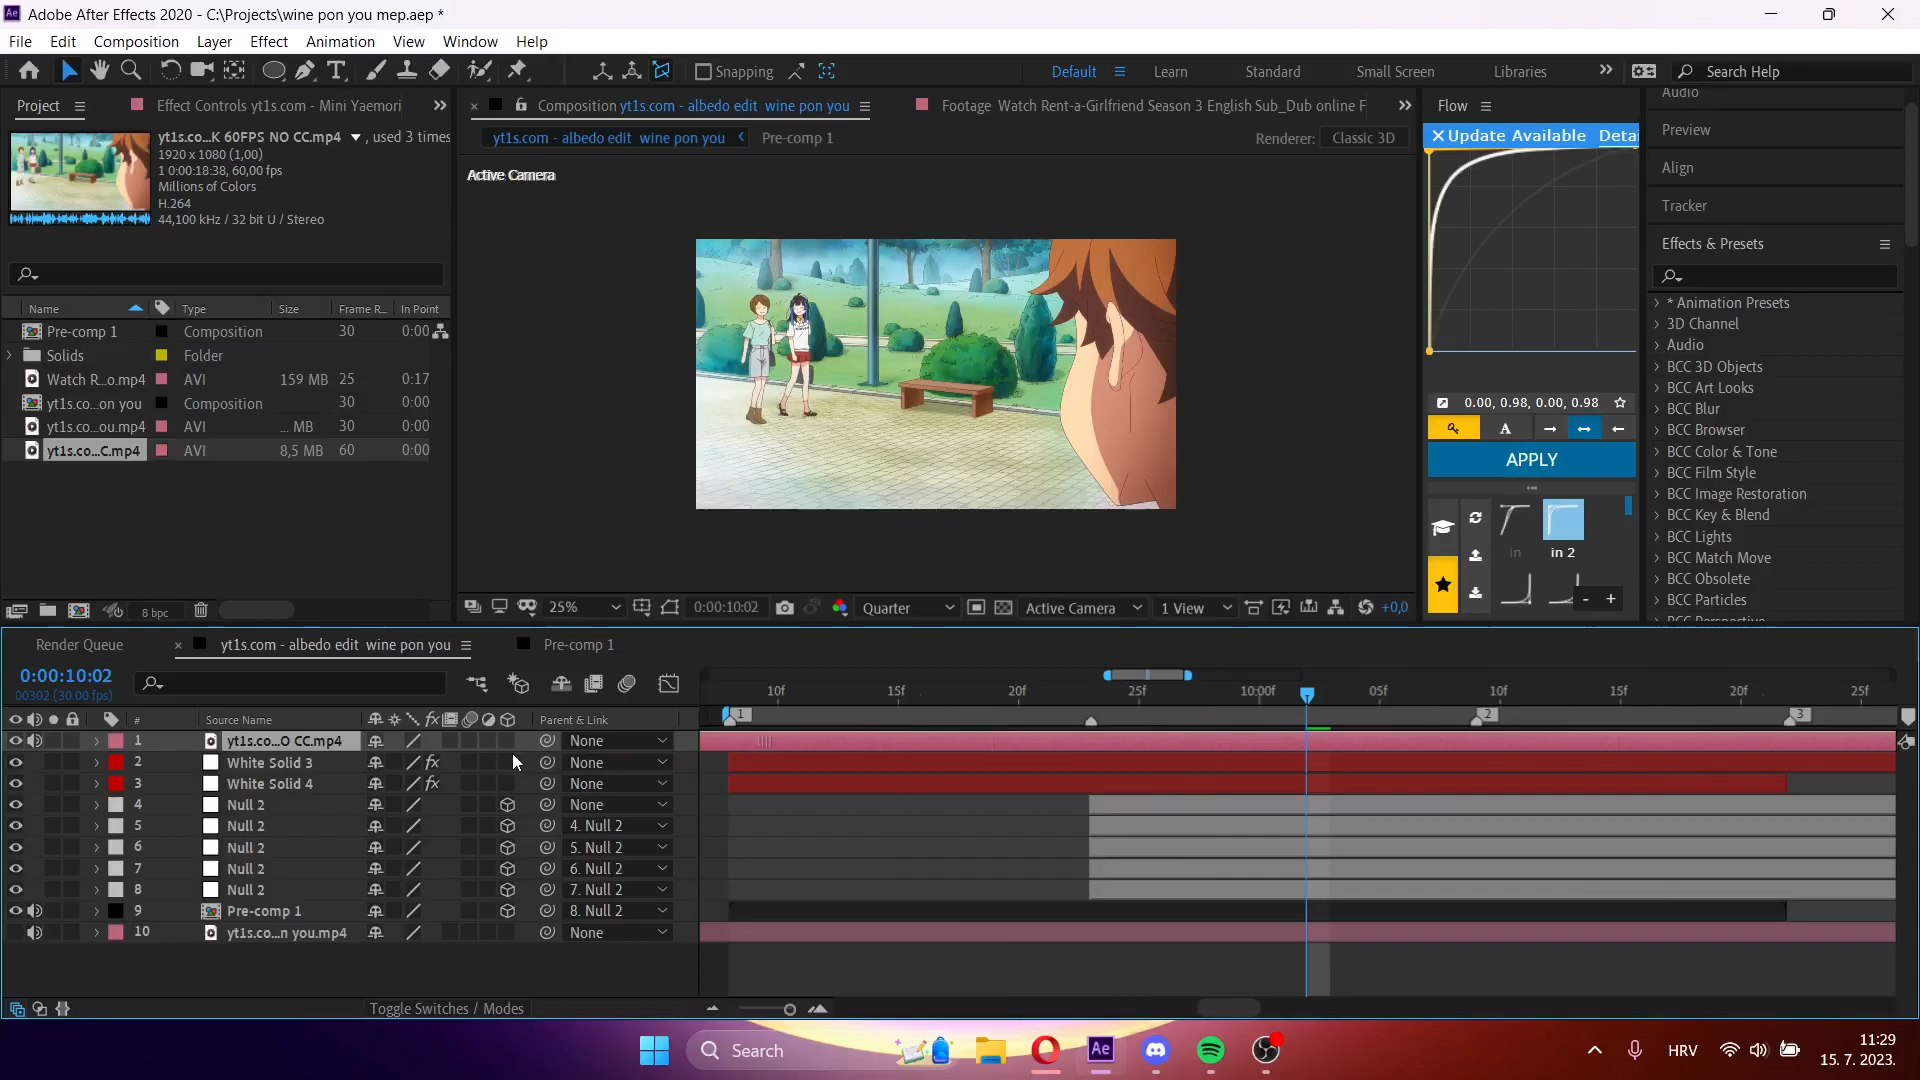 Ae Adobe After Effects 2020 - C:\Projects\wine pon you mep.aep *
File Edit Composition Layer Effect Animation View Window Help
Snapping
Default Learn Standard Small Screen Libraries Search Help
Project Effect Controls yt1s.com - Mini Yaemori
Composition yt1s.com - albedo edit wine pon you
Footage Watch Rent-a-Girlfriend Season 3 English Sub_Dub online F
Flow
Audio
yt1s.co...K 60FPS NO CC.mp4 , used 3 times
1920 x 1080 (1,00)
1 0:00:18:38, 60,00 fps
Millions of Colors
H.264
44,100 kHz / 32 bit U / Stereo
yt1s.com - albedo edit wine pon you Pre-comp 1
Renderer: Classic 3D
Active Camera
Update Available Detai
Preview
Align
Tracker
Effects & Presets
* Animation Presets
3D Channel
Audio
BCC 3D Objects
BCC Art Looks
BCC Blur
BCC Browser
BCC Color & Tone
BCC Film Style
BCC Image Restoration
BCC Key & Blend
BCC Lights
BCC Match Move
BCC Obsolete
BCC Particles
BCC Perspective
Name Type Size Frame R... In Point
Pre-comp 1 Composition 30 0:00
Solids Folder
Watch R...o.mp4 AVI 159 MB 25 0:17
yt1s.co...on you Composition 30 0:00
yt1s.co...ou.mp4 AVI ... MB 30 0:00
yt1s.co...C.mp4 AVI 8,5 MB 60 0:00
8 bpc
0.00, 0.98, 0.00, 0.98
A
APPLY
in in 2
- +
25% 0:00:10:02 Quarter Active Camera 1 View +0,0
Render Queue yt1s.com - albedo edit wine pon you Pre-comp 1
0:00:10:02
00302 (30.00 fps)
10f 15f 20f 25f 10:00f 05f 10f 15f 20f 25f
1 2 3
# Source Name fx Parent & Link
1 yt1s.co...O CC.mp4 None
2 White Solid 3 fx None
3 White Solid 4 fx None
4 Null 2 None
5 Null 2 4. Null 2
6 Null 2 5. Null 2
7 Null 2 6. Null 2
8 Null 2 7. Null 2
9 Pre-comp 1 8. Null 2
10 yt1s.co...n you.mp4 None
Toggle Switches / Modes
Search
Ae
HRV
11:29
15. 7. 2023.